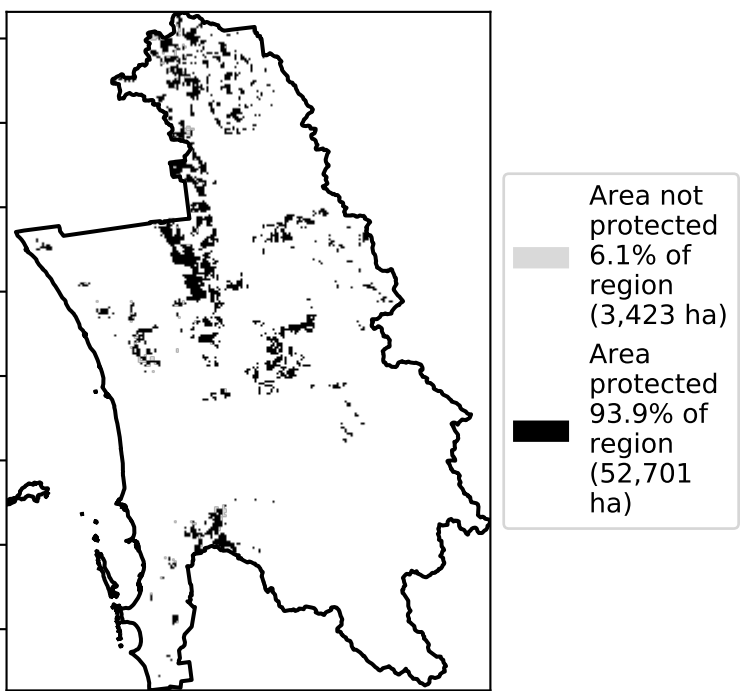 Area not
protected
6.1% of
region
(3,423 ha)
Area
protected
93.9% of
region
(52,701
ha)